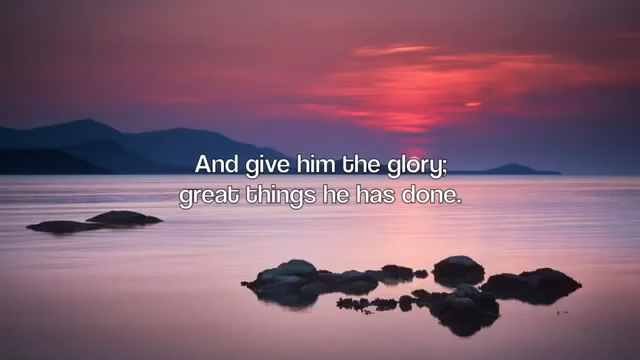 And give him the glory;
great things he has done.